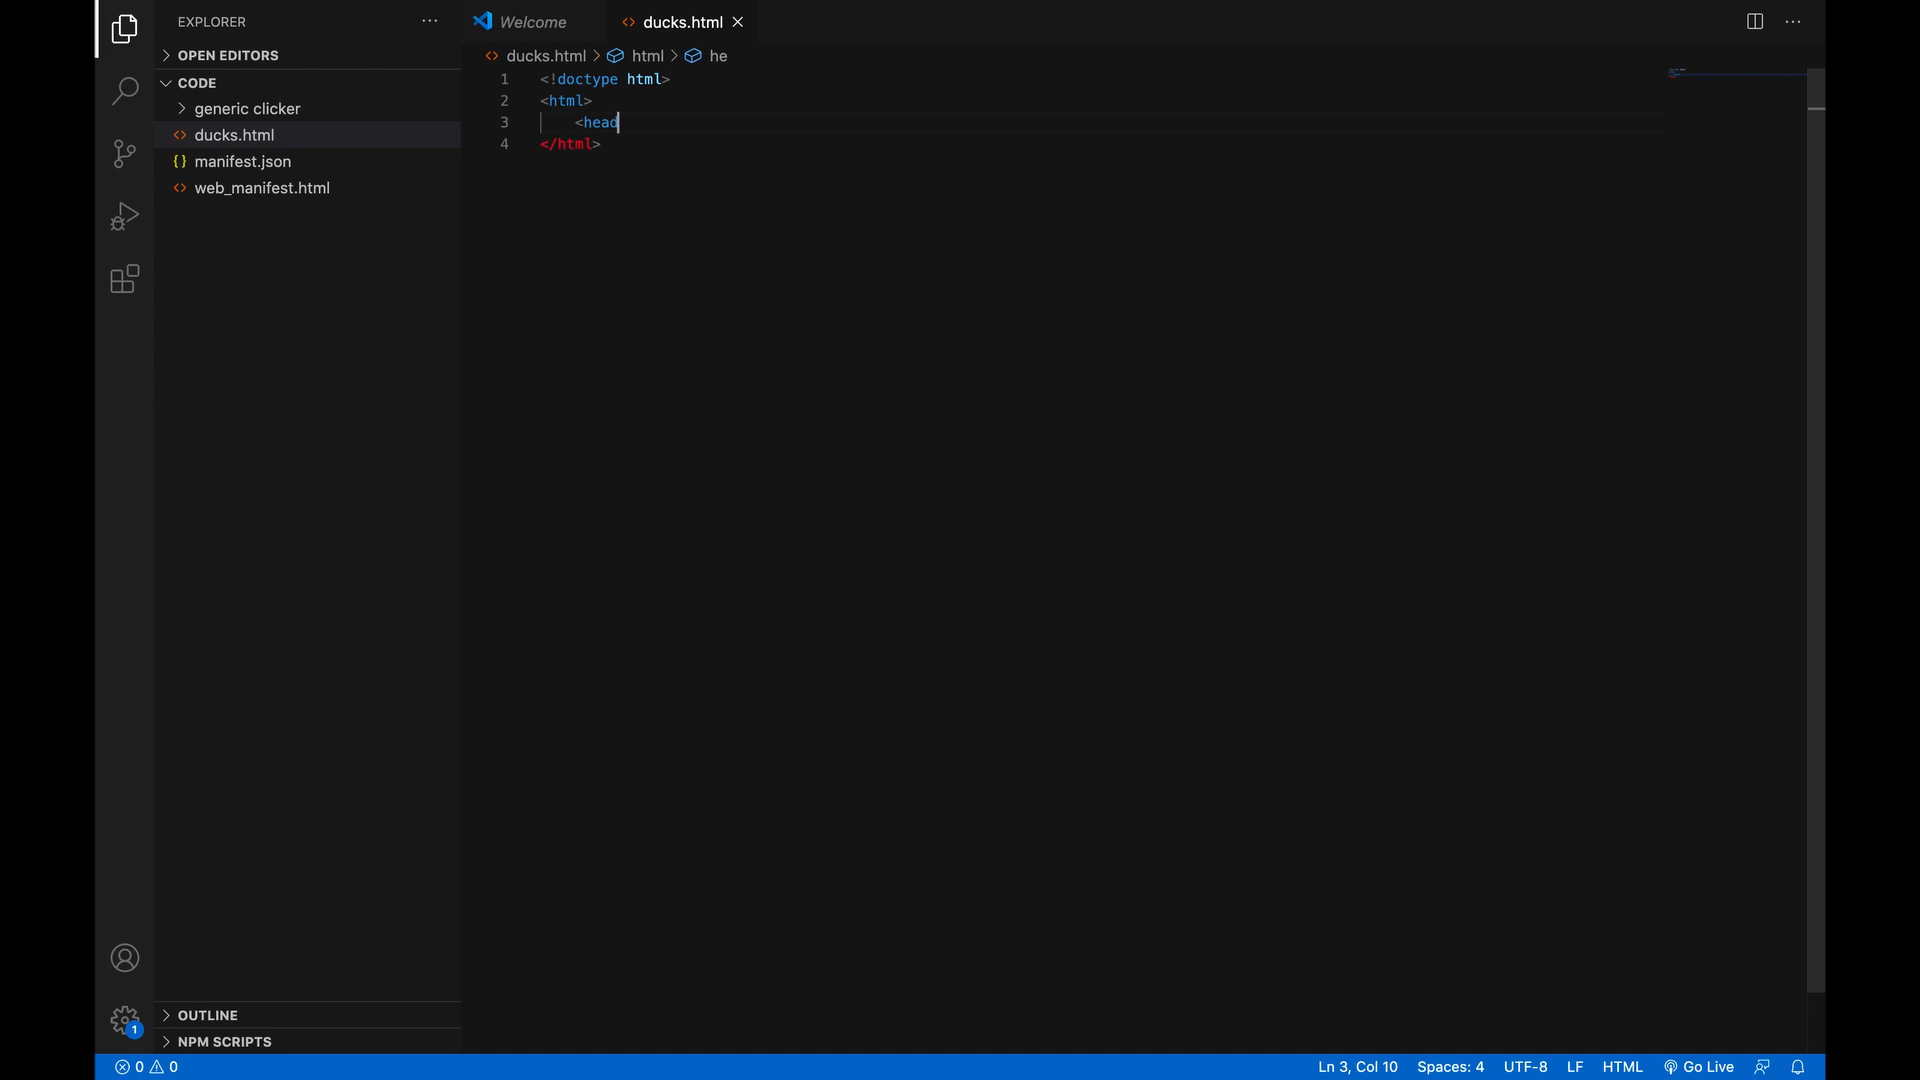 EXPLORER
OPEN EDITORS
CODE
generic clicker
ducks.html
manifest.json
web_manifest.html
OUTLINE
NPM SCRIPTS
Welcome
ducks.html
ducks.html > html > he
1 <!doctype html>
2 <html>
3 <head
4 </html>
1
0 0
Ln 3, Col 10 Spaces: 4 UTF-8 LF HTML Go Live